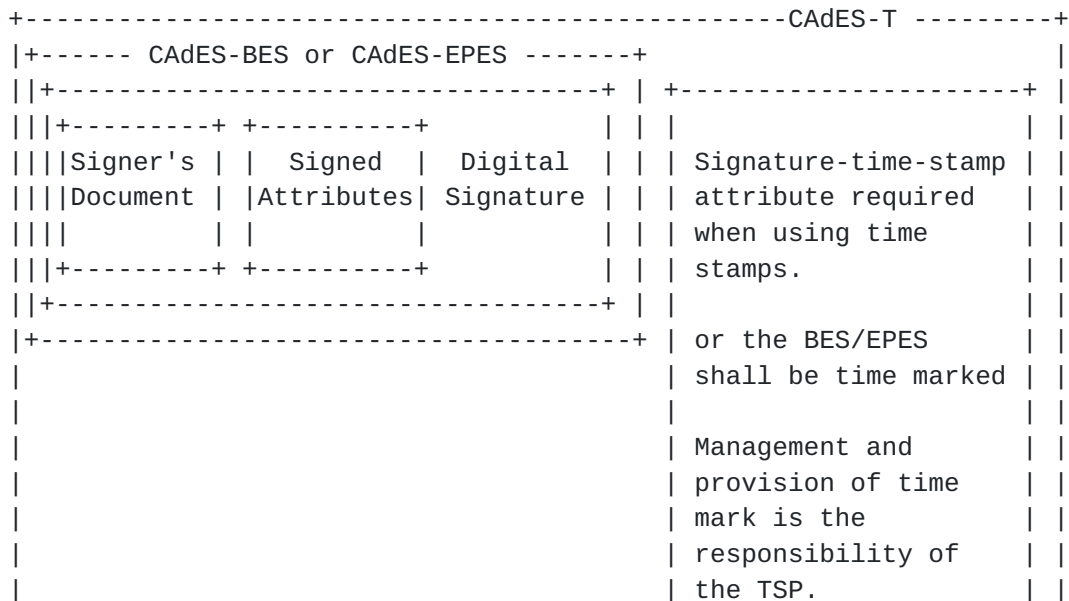 +-------------------------------------------------CAdES-T ---------+
|+------ CAdES-BES or CAdES-EPES -------+                          |
||+-----------------------------------+ | +----------------------+ |
|||+---------+ +----------+           | | |                      | |
||||Signer's | |  Signed  |  Digital  | | | Signature-time-stamp | |
||||Document | |Attributes| Signature | | | attribute required   | |
||||         | |          |           | | | when using time      | |
|||+---------+ +----------+           | | | stamps.              | |
||+-----------------------------------+ | |                      | |
|+--------------------------------------+ | or the BES/EPES      | |
|                                         | shall be time marked | |
|                                         |                      | |
|                                         | Management and       | |
|                                         | provision of time    | |
|                                         | mark is the          | |
|                                         | responsibility of    | |
|                                         | the TSP.             | |